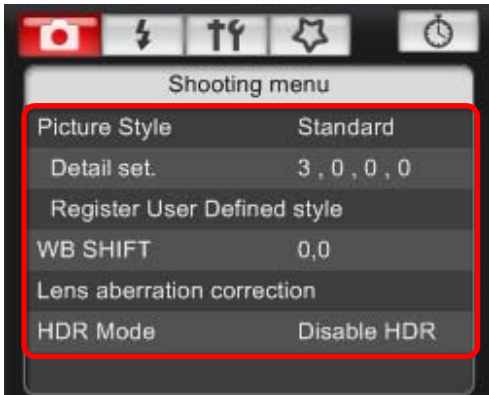 Shooting menu
Picture Style Standard
Detail set. 3 , 0 , 0 , 0
Register User Defined style
WB SHIFT 0,0
Lens aberration correction
HDR Mode Disable HDR